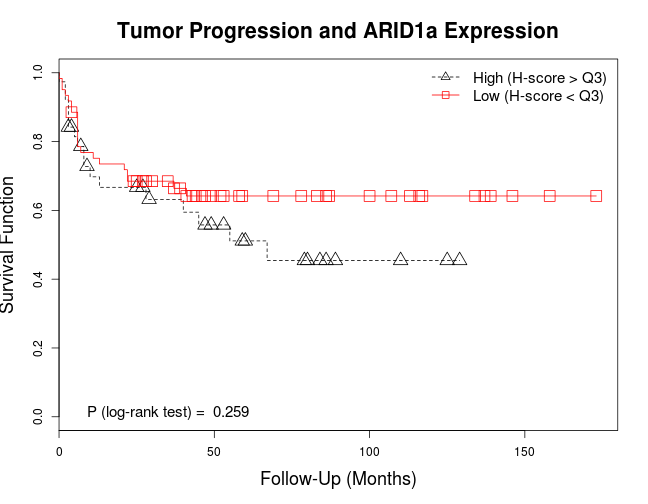 Tumor Progression and ARID1a Expression
High (H-score > Q3)
Low (H-score < Q3)
1.0
0.8
0.6
0.4
0.2
0.0
Survival Function
P (log-rank test) = 0.259
0
50
100
150
Follow-Up (Months)